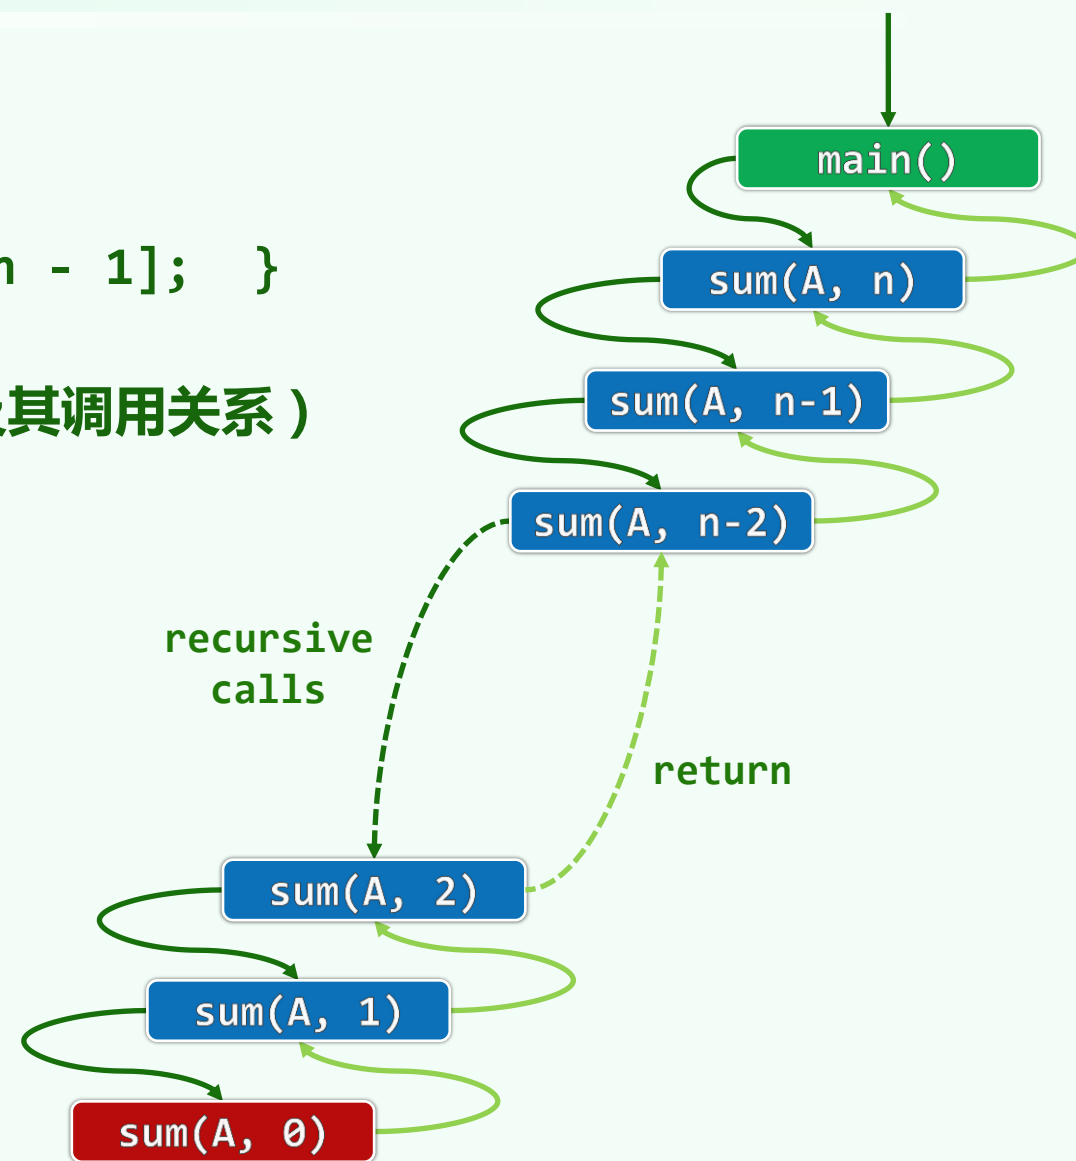 main()
n - 1];  }
sum(A, n)
其调用关系)
sum(A, n-1)
sum(A, n-2)
recursive
calls
return
sum(A, 2)
sum(A, 1)
sum(A, 0)